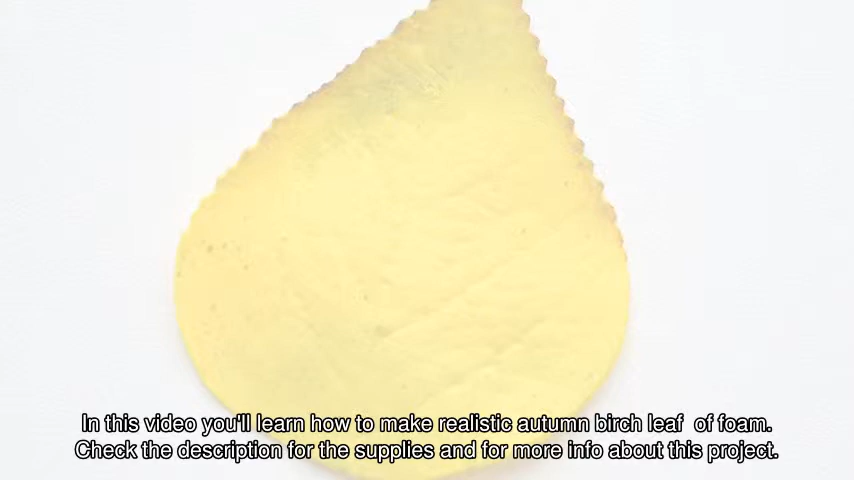 In this video you'll learn how to make realistic autumn birch leaf  of foam.
Check the description for the supplies and for more info about this project.